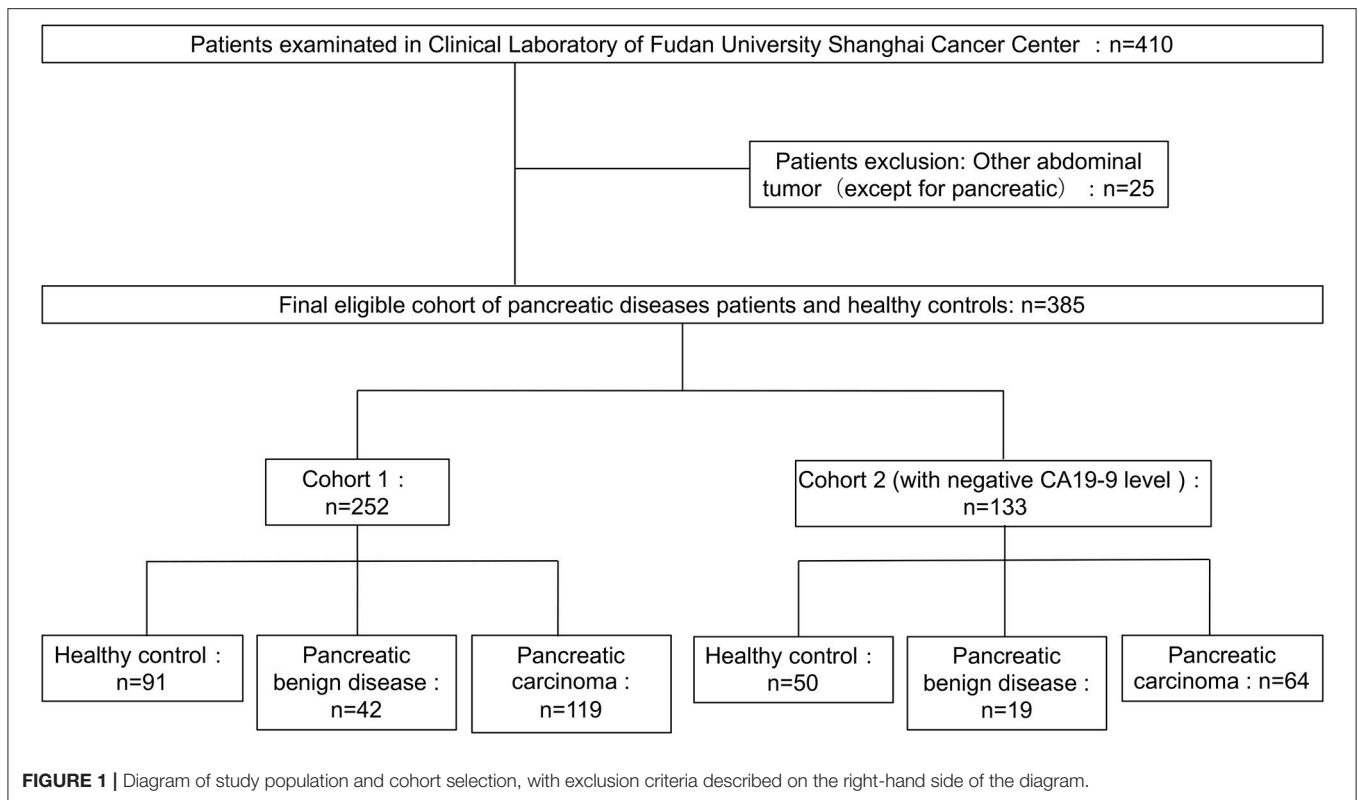 Patients examined in Clinical Laboratory of Fudan University Shanghai Cancer Center ：n=410
Patients exclusion: Other abdominal
tumor（except for pancreatic）：n=25
Final eligible cohort of pancreatic diseases patients and healthy controls: n=385
Cohort 1：
n=252
Cohort 2 (with negative CA19-9 level )：
n=133
Healthy control：
n=91
Pancreatic
benign disease：
n=42
Pancreatic
carcinoma：
n=119
Healthy control：
n=50
Pancreatic
benign disease：
n=19
Pancreatic
carcinoma：n=64
FIGURE 1 | Diagram of study population and cohort selection, with exclusion criteria described on the right-hand side of the diagram.